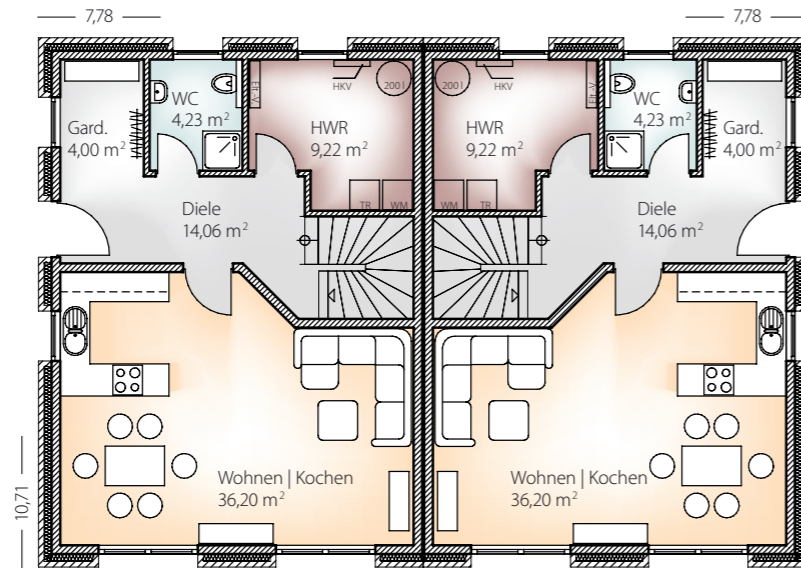 7,78
7,78
WC
4,23 m²
Elt.-V.
HKV
200 l
200 l
HKV
Elt.-V.
WC
4,23 m²
Gard.
4,00 m²
HWR
9,22 m²
HWR
9,22 m²
Gard.
4,00 m²
TR
WM
WM
TR
Diele
14,06 m²
Diele
14,06 m²
Wohnen | Kochen
36,20 m²
Wohnen | Kochen
36,20 m²
10,71